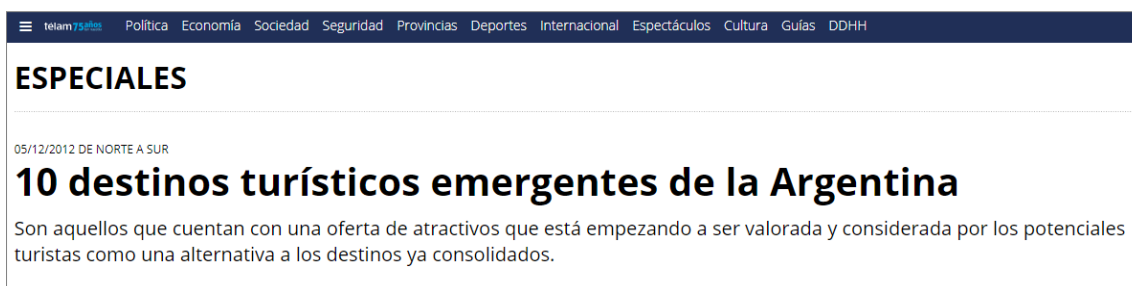 télam 75años Política Economía Sociedad Seguridad Provincias Deportes Internacional Espectáculos Cultura Guías DDHH
ESPECIALES
05/12/2012 DE NORTE A SUR
10 destinos turísticos emergentes de la Argentina
Son aquellos que cuentan con una oferta de atractivos que está empezando a ser valorada y considerada por los potenciales
turistas como una alternativa a los destinos ya consolidados.